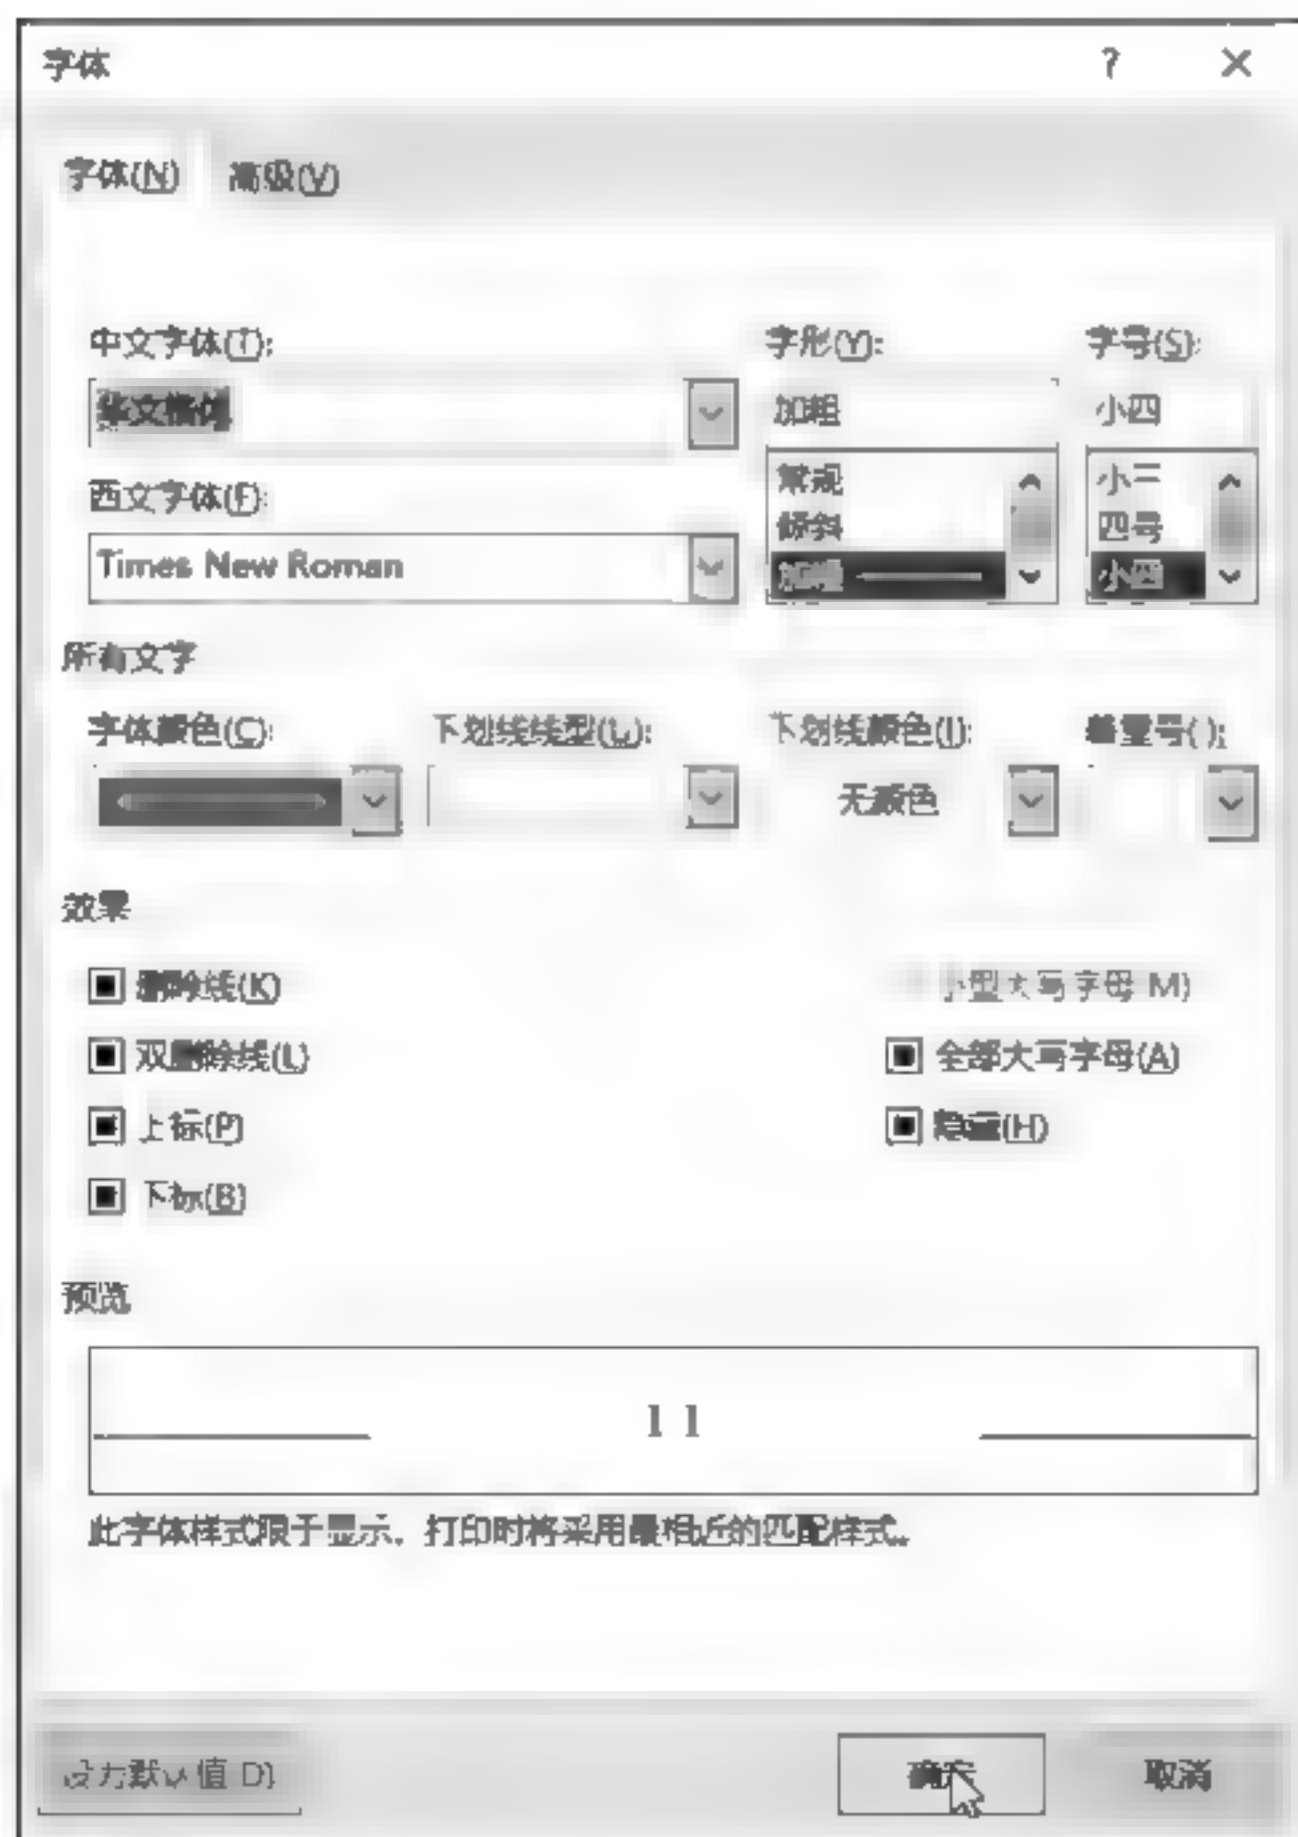 字体
字体(N) 高级(V)
中文字体(T): 字形(Y): 字号(S):
华文楷体 加粗 小四
常规 小三
西文字体(F): 倾斜 四号
Times New Roman 加粗 小四
所有文字
字体颜色(C): 下划线线型(U): 下划线颜色(I): 着重号(·):
无颜色
效果
删除线(K) 小型大写字母(M)
双删除线(L) 全部大写字母(A)
上标(P) 隐藏(H)
下标(B)
预览
1 1
此字体样式限于显示，打印时将采用最相近的匹配样式。
设为默认值(D) 确定 取消